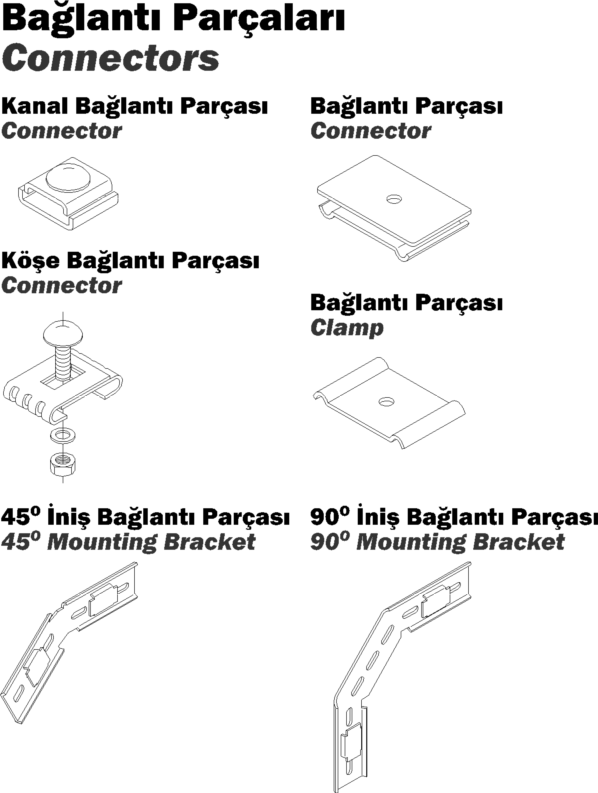 Bağlantı Parçaları
Connectors
Kanal Bağlantı Parçası
Connector
Bağlantı Parçası
Connector
Köşe Bağlantı Parçası
Connector
Bağlantı Parçası
Clamp
45º İniş Bağlantı Parçası
45º Mounting Bracket
90º İniş Bağlantı Parçası
90º Mounting Bracket